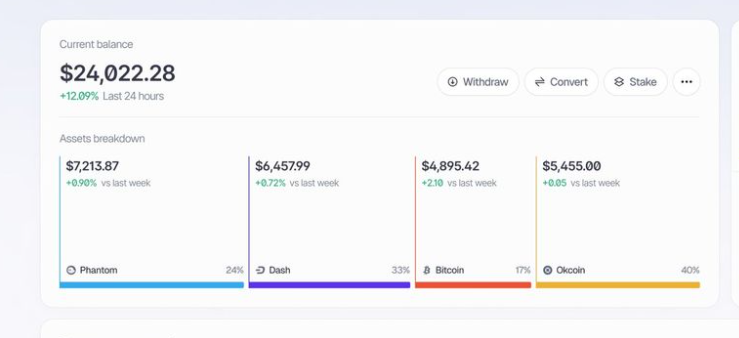 Current balance
$24,022.28
+12.09% Last 24 hours
Withdraw
Convert
Stake
Assets breakdown
$7,213.87
+0.90% vs last week
Phantom 24%
$6,457.99
+0.72% vs last week
Dash 33%
$4,895.42
+2.10 vs last week
Bitcoin 17%
$5,455.00
+0.05 vs last week
Okcoin 40%